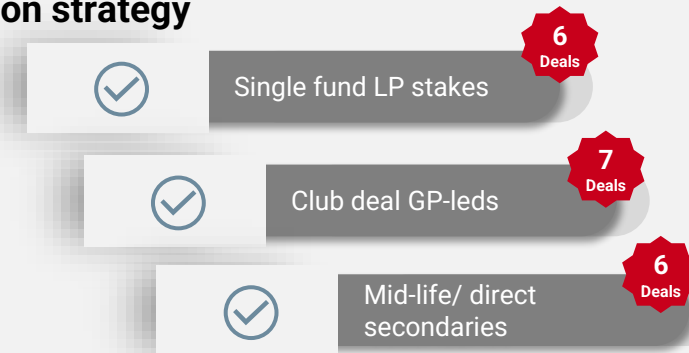 on strategy
6
Deals
Single fund LP stakes
7
Deals
Club deal GP-leds
6
Deals
Mid-life/ direct
secondaries